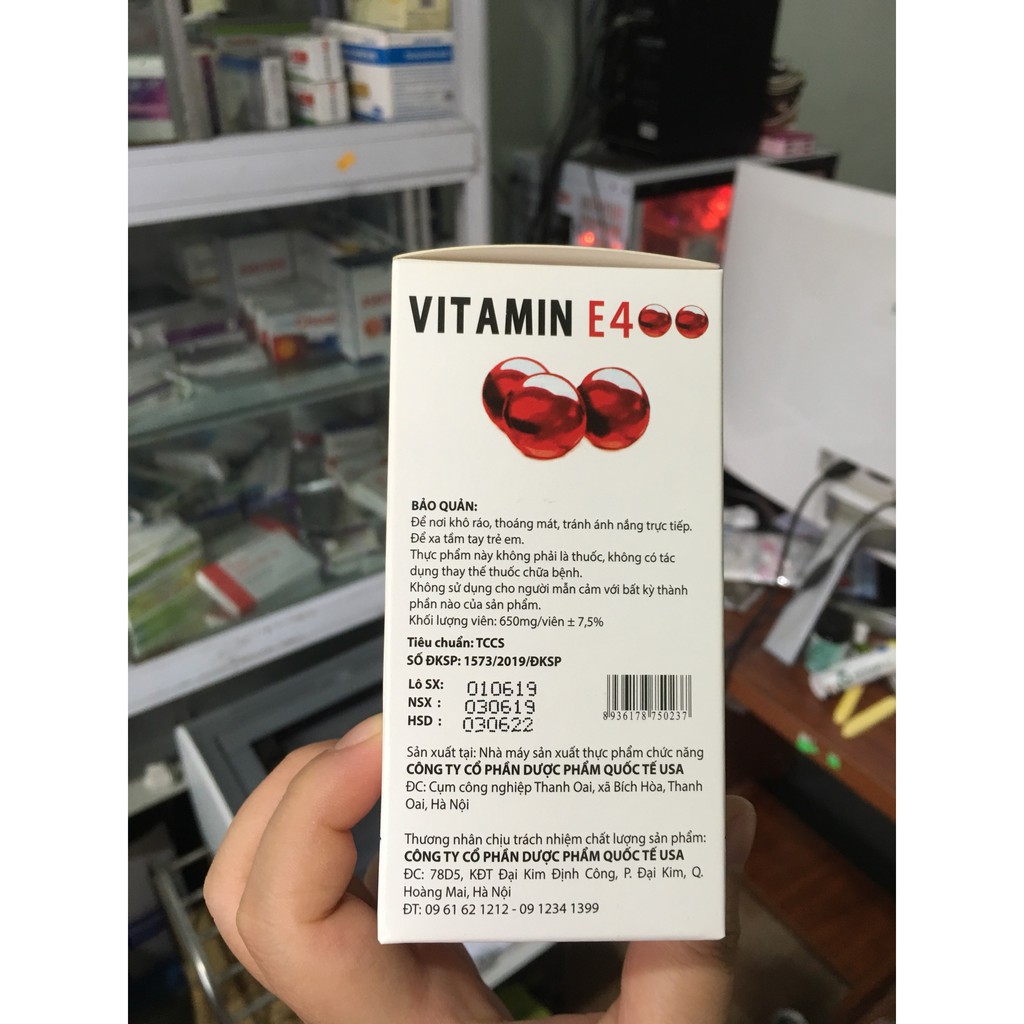 VITAMIN E400
BẢO QUẢN:
Để nơi khô ráo, thoáng mát, tránh ánh nắng trực tiếp.
Để xa tầm tay trẻ em.
Thực phẩm này không phải là thuốc, không có tác
dụng thay thế thuốc chữa bệnh.
Không sử dụng cho người mẫn cảm với bất kỳ thành
phần nào của sản phẩm.
Khối lượng viên: 650mg/viên ± 7,5%
Tiêu chuẩn: TCCS
SỐ ĐKSP: 1573/2019/ĐKSP
Lô SX: 010619
NSX : 030619
HSD : 030622
8 936178 750237
Sản xuất tại: Nhà máy sản xuất thực phẩm chức năng
CÔNG TY CỔ PHẦN DƯỢC PHẨM QUỐC TẾ USA
ĐC: Cụm công nghiệp Thanh Oai, xã Bích Hòa, Thanh
Oai, Hà Nội
Thương nhân chịu trách nhiệm chất lượng sản phẩm:
CÔNG TY CỔ PHẦN DƯỢC PHẨM QUỐC TẾ USA
ĐC: 78D5, KĐT Đại Kim Định Công, P. Đại Kim, Q.
Hoàng Mai, Hà Nội
ĐT: 09 61 62 1212 - 09 1234 1399